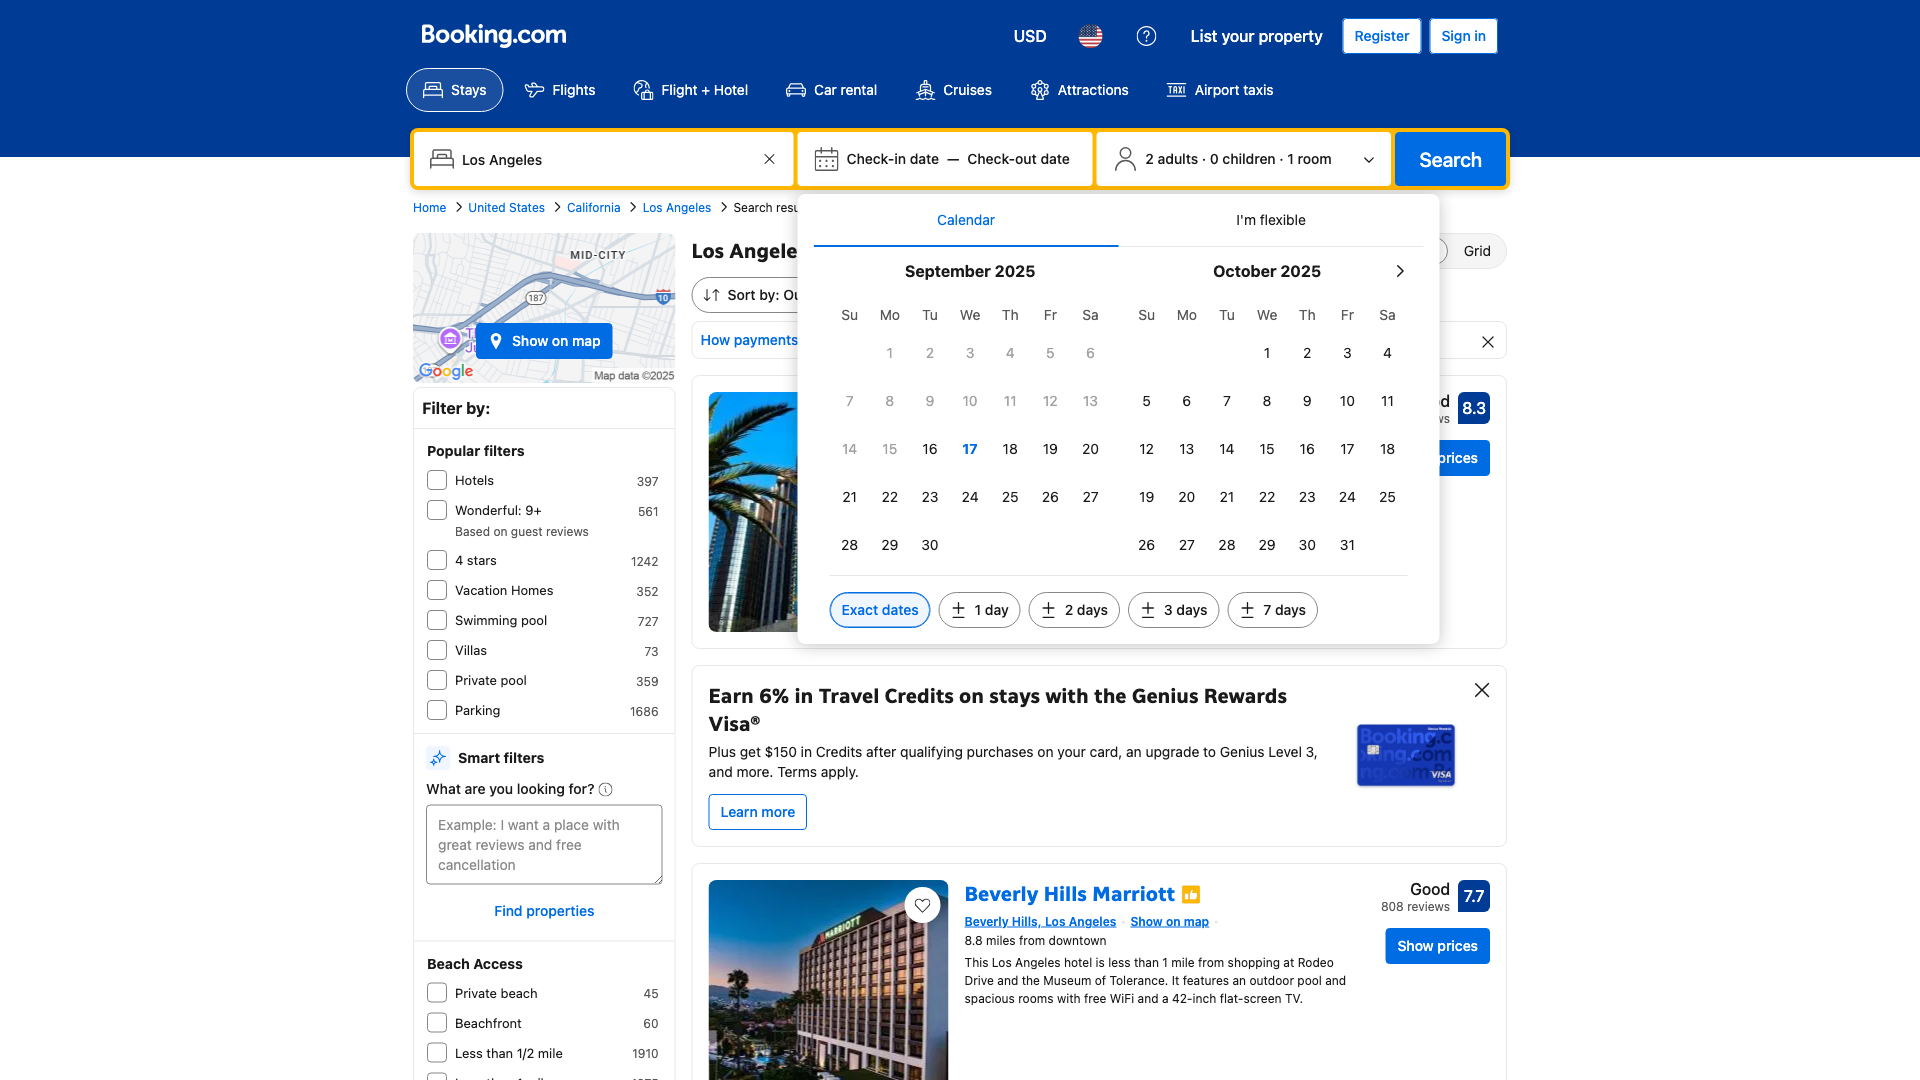 Booking.com
USD
List your property
Register
Sign in
Stays
Flights
Flight + Hotel
Car rental
Cruises
Attractions
TAXI
Airport taxis
Los Angeles
Check-in date — Check-out date
2 adults · 0 children · 1 room
Search
Home > United States > California > Los Angeles > Search resu
MID-CITY
187
10
Show on map
Google
Map data ©2025
Filter by:
Popular filters
Hotels 397
Wonderful: 9+ 561
Based on guest reviews
4 stars 1242
Vacation Homes 352
Swimming pool 727
Villas 73
Private pool 359
Parking 1686
Smart filters
What are you looking for?
Example: I want a place with
great reviews and free
cancellation
Find properties
Beach Access
Private beach 45
Beachfront 60
Less than 1/2 mile 1910
Los Angele
Grid
Sort by: Ou
How payments
Calendar
I'm flexible
September 2025
Su Mo Tu We Th Fr Sa
1 2 3 4 5 6
7 8 9 10 11 12 13
14 15 16 17 18 19 20
21 22 23 24 25 26 27
28 29 30
October 2025
Su Mo Tu We Th Fr Sa
1 2 3 4
5 6 7 8 9 10 11
12 13 14 15 16 17 18
19 20 21 22 23 24 25
26 27 28 29 30 31
Exact dates
± 1 day
± 2 days
± 3 days
± 7 days
8.3
prices
Earn 6% in Travel Credits on stays with the Genius Rewards
Visa®
Plus get $150 in Credits after qualifying purchases on your card, an upgrade to Genius Level 3,
and more. Terms apply.
Learn more
Booking.c
king.com
VISA
MARRIOTT
Beverly Hills Marriott
Beverly Hills, Los Angeles
Show on map
8.8 miles from downtown
This Los Angeles hotel is less than 1 mile from shopping at Rodeo
Drive and the Museum of Tolerance. It features an outdoor pool and
spacious rooms with free WiFi and a 42-inch flat-screen TV.
Good
808 reviews
7.7
Show prices